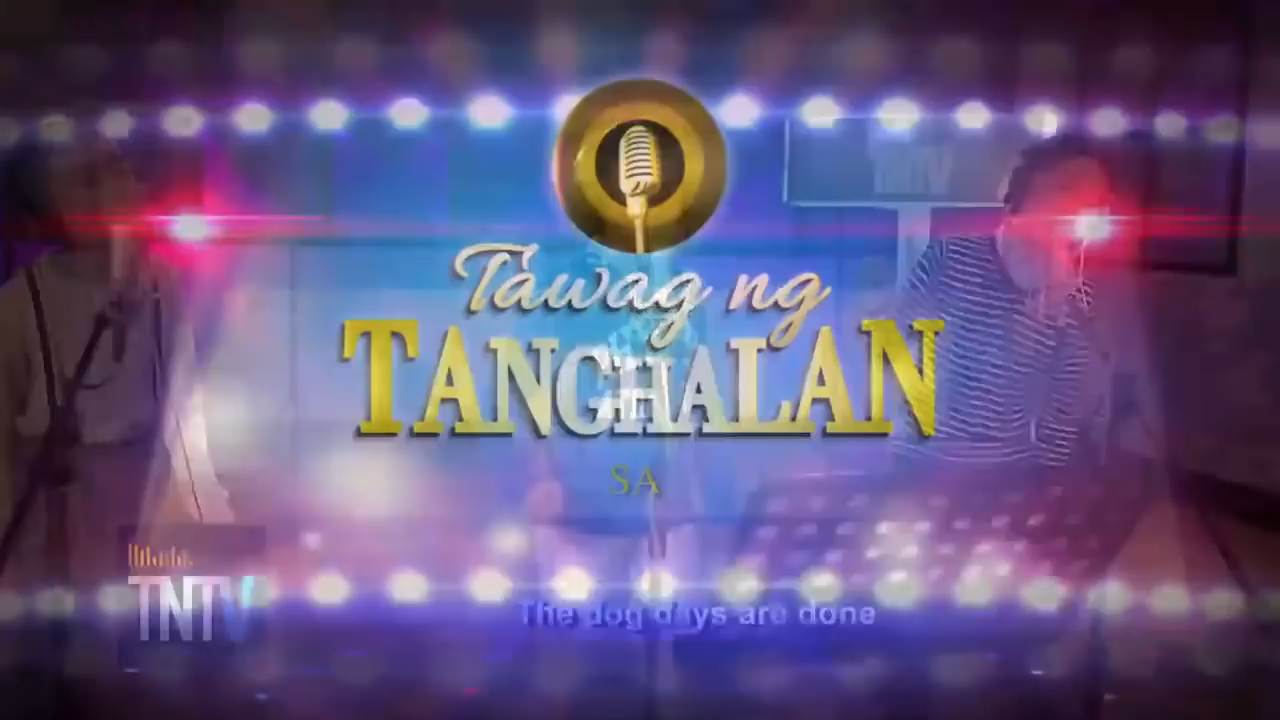 Tawag ng
TANGHALAN
SA
TNTV
The dog days are done